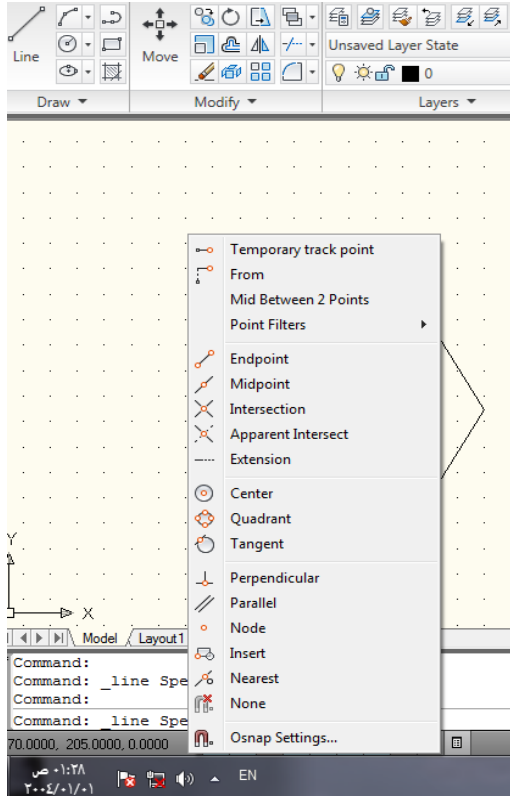 Line
Move
Unsaved Layer State
0
Draw
Modify
Layers
Temporary track point
From
Mid Between 2 Points
Point Filters
Endpoint
Midpoint
Intersection
Apparent Intersect
Extension
Center
Quadrant
Tangent
Perpendicular
Parallel
Node
Insert
Nearest
None
Osnap Settings...
Y
X
Model
Layout1
Command:
Command: _line Spe
Command:
Command: _line Spe
70.0000, 205.0000, 0.0000
EN
٠١:٢٨ ص
٢٠٠٤/٠١/٠١